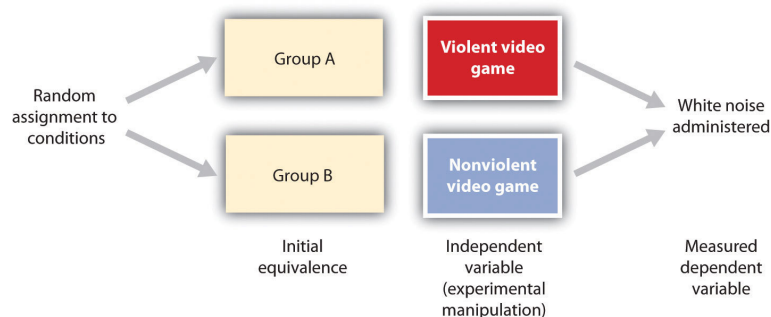 Random
assignment to
conditions
Group A
Group B
Violent video
game
Nonviolent
video game
White noise
administered
Initial
equivalence
Independent
variable
(experimental
manipulation)
Measured
dependent
variable